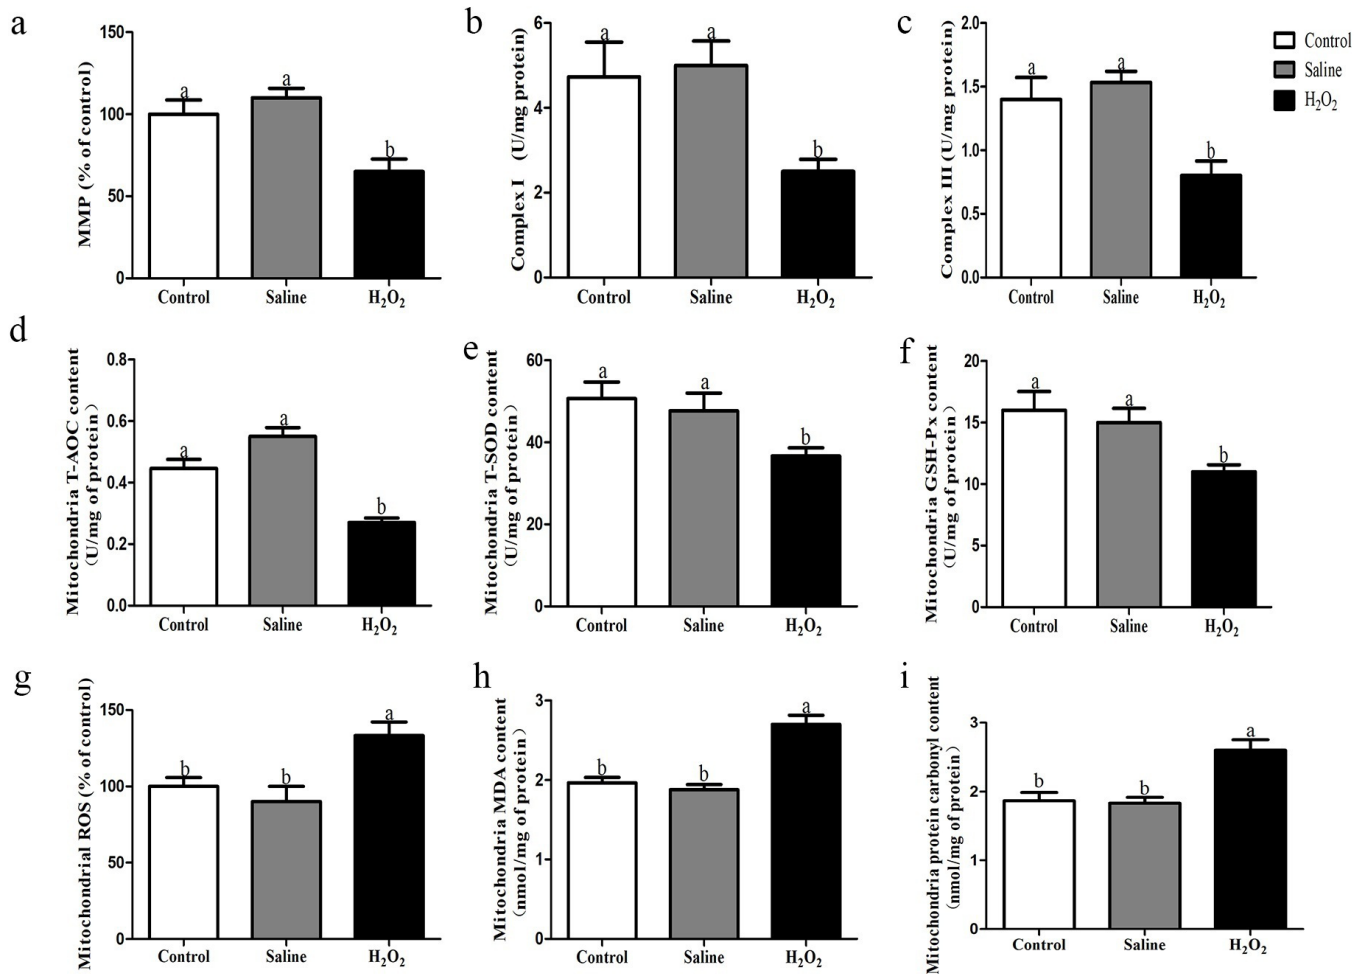 a
150
100
50
0
MMP (% of control)
a
a
b
Control
Saline
H₂O₂
b
6
4
2
0
Complex I (U/mg protein)
a
a
b
Control
Saline
H₂O₂
c
2.0
1.5
1.0
0.5
0.0
Complex III (U/mg protein)
a
a
b
Control
Saline
H₂O₂
Control
Saline
H₂O₂
d
0.8
0.6
0.4
0.2
0.0
Mitochondria T-AOC content
(U/mg of protein)
a
a
b
Control
Saline
H₂O₂
e
60
40
20
0
Mitochondria T-SOD content
(U/mg of protein)
a
a
b
Control
Saline
H₂O₂
f
20
15
10
5
0
Mitochondria GSH-Px content
(U/mg of protein)
a
a
b
Control
Saline
H₂O₂
g
150
100
50
0
Mitochondrial ROS (% of control)
b
b
a
Control
Saline
H₂O₂
h
3
2
1
0
Mitochondria MDA content
(nmol/mg of protein)
b
b
a
Control
Saline
H₂O₂
i
3
2
1
0
Mitochondria protein carbonyl content
(nmol/mg of protein)
b
b
a
Control
Saline
H₂O₂